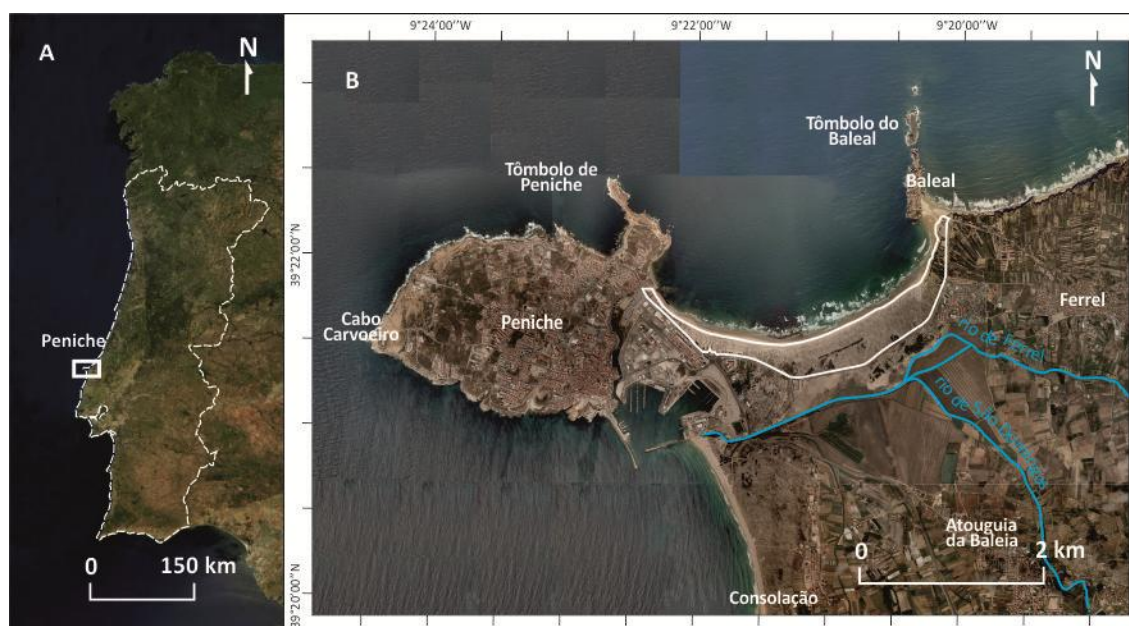 A
N
Peniche
0 150 km
9°24'00''W
9°22'00''W
9°20'00''W
B
N
Tômbolo do
Baleal
Tômbolo de
Peniche
Baleal
39°22'00''N
Cabo
Carvoeiro
Peniche
Ferrel
rio de Ferrel
rio de São Domingos
Atouguia
da Baleia
0 2 km
Consolação
39°20'00''N